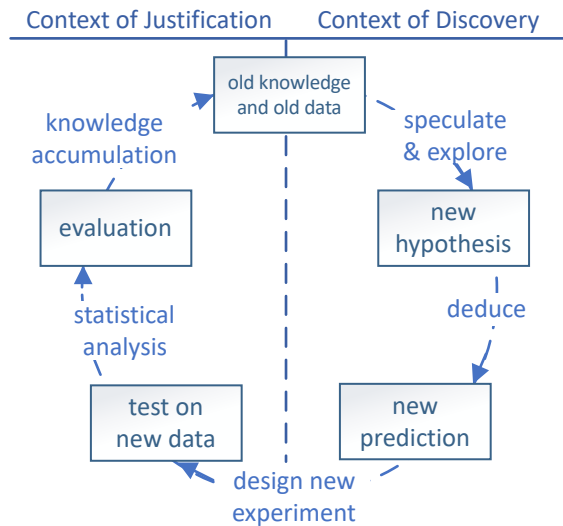 Context of Justification
Context of Discovery
old knowledge
and old data
speculate
& explore
new
hypothesis
deduce
new
prediction
design new
experiment
test on
new data
statistical
analysis
evaluation
knowledge
accumulation